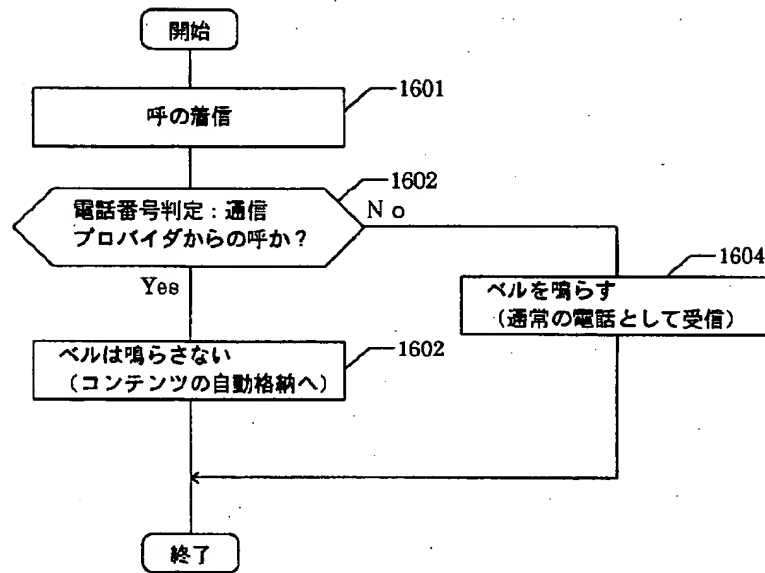 開始
呼の着信
1601
電話番号判定：通信
プロバイダからの呼か？
1602
No
Yes
ベルを鳴らす
（通常の電話として受信）
1604
ベルは鳴らさない
（コンテンツの自動格納へ）
1602
終了